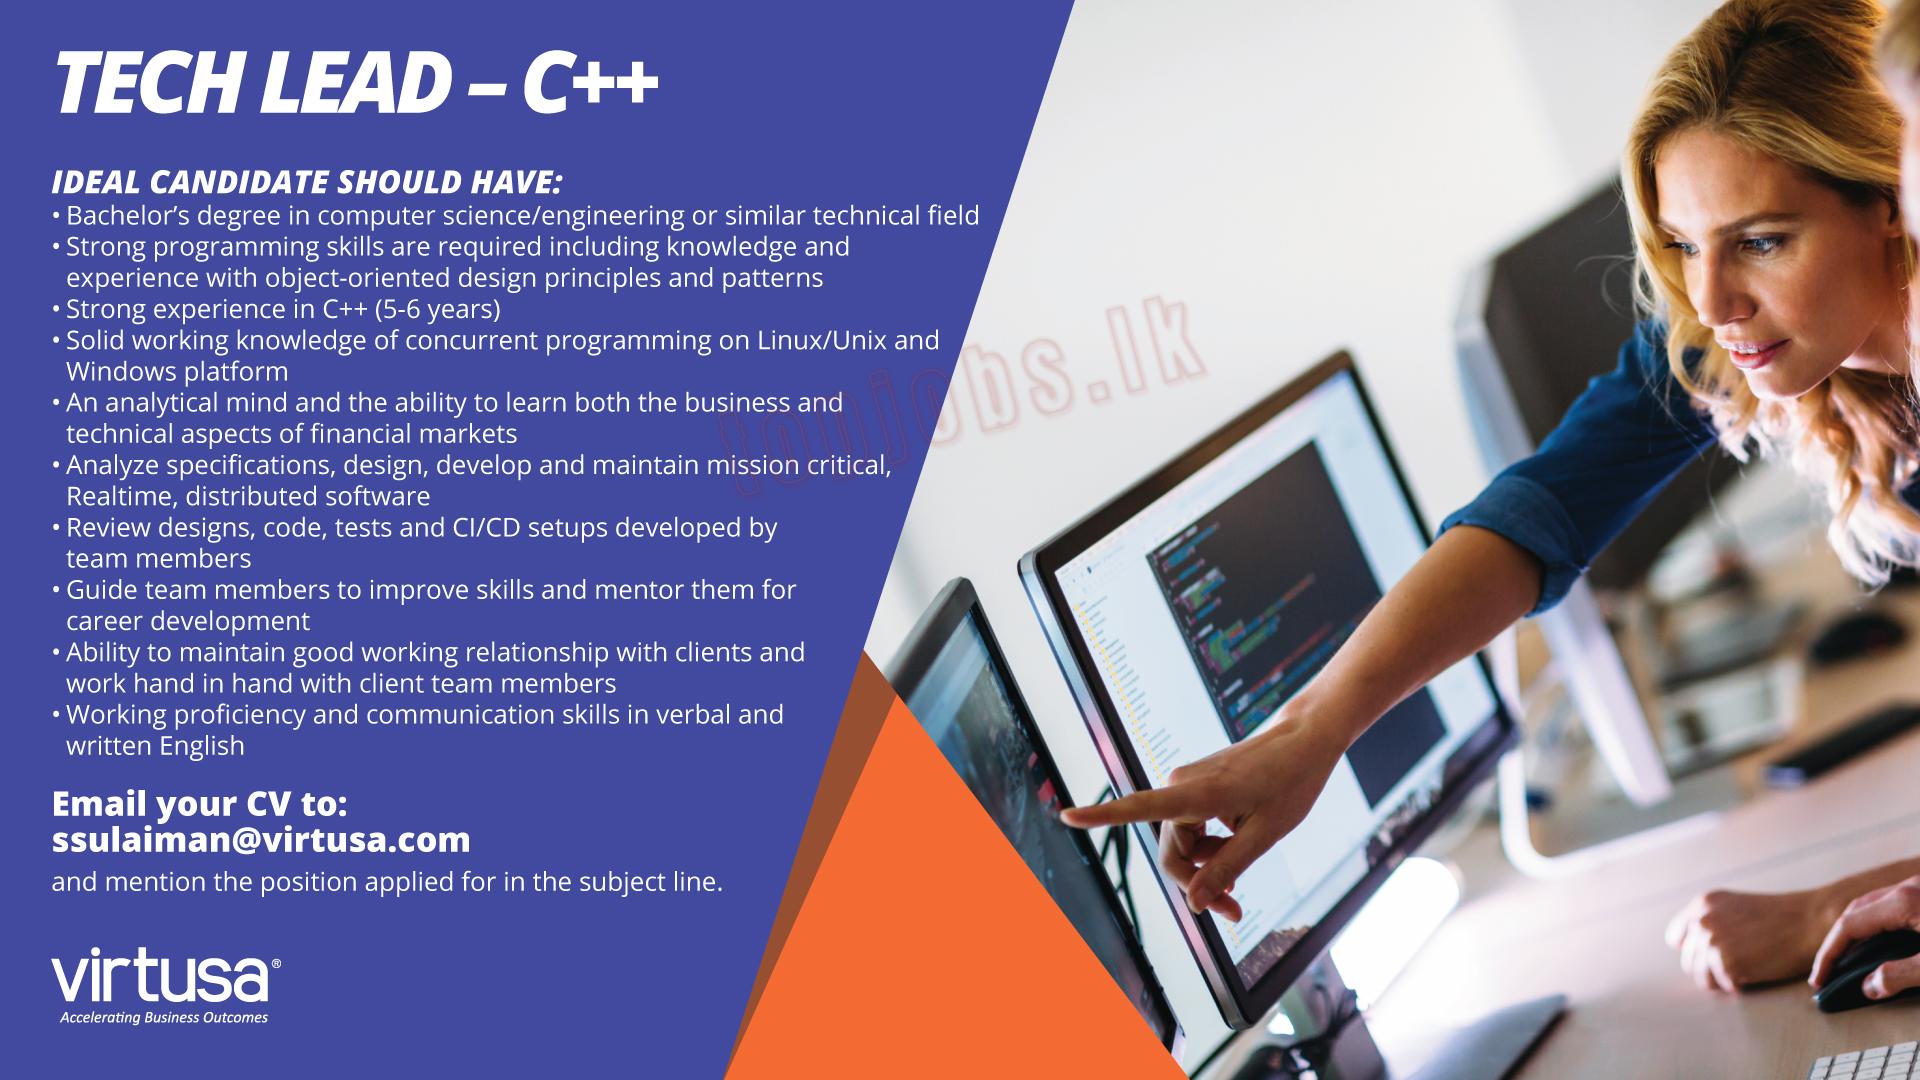 TECH LEAD – C++
IDEAL CANDIDATE SHOULD HAVE:
• Bachelor’s degree in computer science/engineering or similar technical field
• Strong programming skills are required including knowledge and
experience with object-oriented design principles and patterns
• Strong experience in C++ (5-6 years)
• Solid working knowledge of concurrent programming on Linux/Unix and
Windows platform
• An analytical mind and the ability to learn both the business and
technical aspects of financial markets
• Analyze specifications, design, develop and maintain mission critical,
Realtime, distributed software
• Review designs, code, tests and CI/CD setups developed by
team members
• Guide team members to improve skills and mentor them for
career development
• Ability to maintain good working relationship with clients and
work hand in hand with client team members
• Working proficiency and communication skills in verbal and
written English
Email your CV to:
ssulaiman@virtusa.com
and mention the position applied for in the subject line.
virtusa®
Accelerating Business Outcomes
topjobs.lk